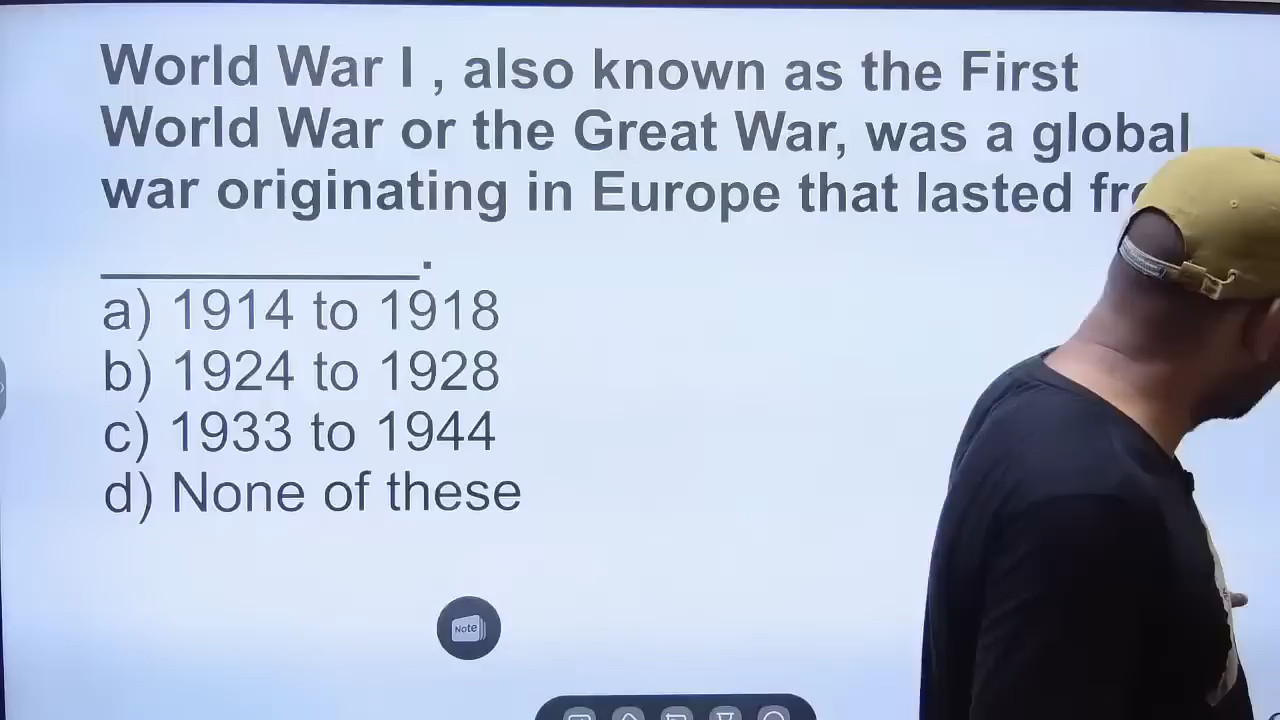 World War I , also known as the First
World War or the Great War, was a global
war originating in Europe that lasted
____________.
a) 1914 to 1918
b) 1924 to 1928
c) 1933 to 1944
d) None of these
Note